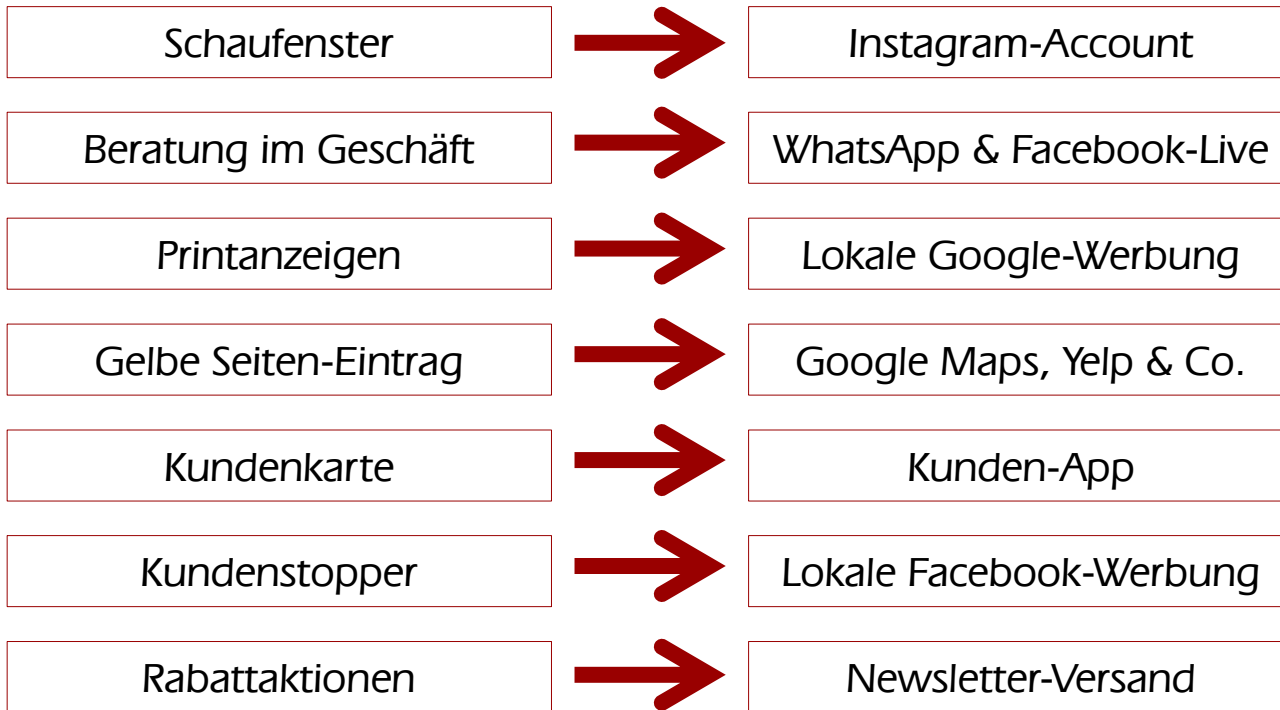 Schaufenster
Instagram-Account
Beratung im Geschäft
WhatsApp & Facebook-Live
Printanzeigen
Lokale Google-Werbung
Gelbe Seiten-Eintrag
Google Maps, Yelp & Co.
Kundenkarte
Kunden-App
Kundenstopper
Lokale Facebook-Werbung
Rabattaktionen
Newsletter-Versand